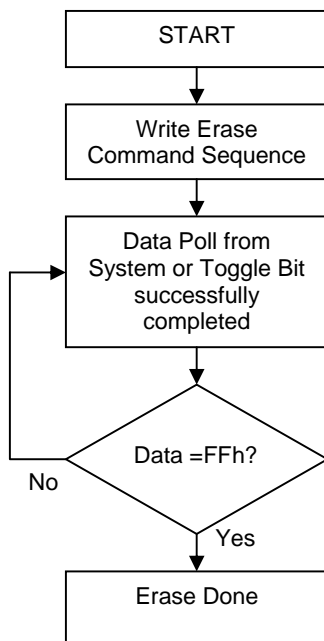 START
Write Erase
Command Sequence
Data Poll from
System or Toggle Bit
successfully
completed
Data =FFh?
No
Yes
Erase Done